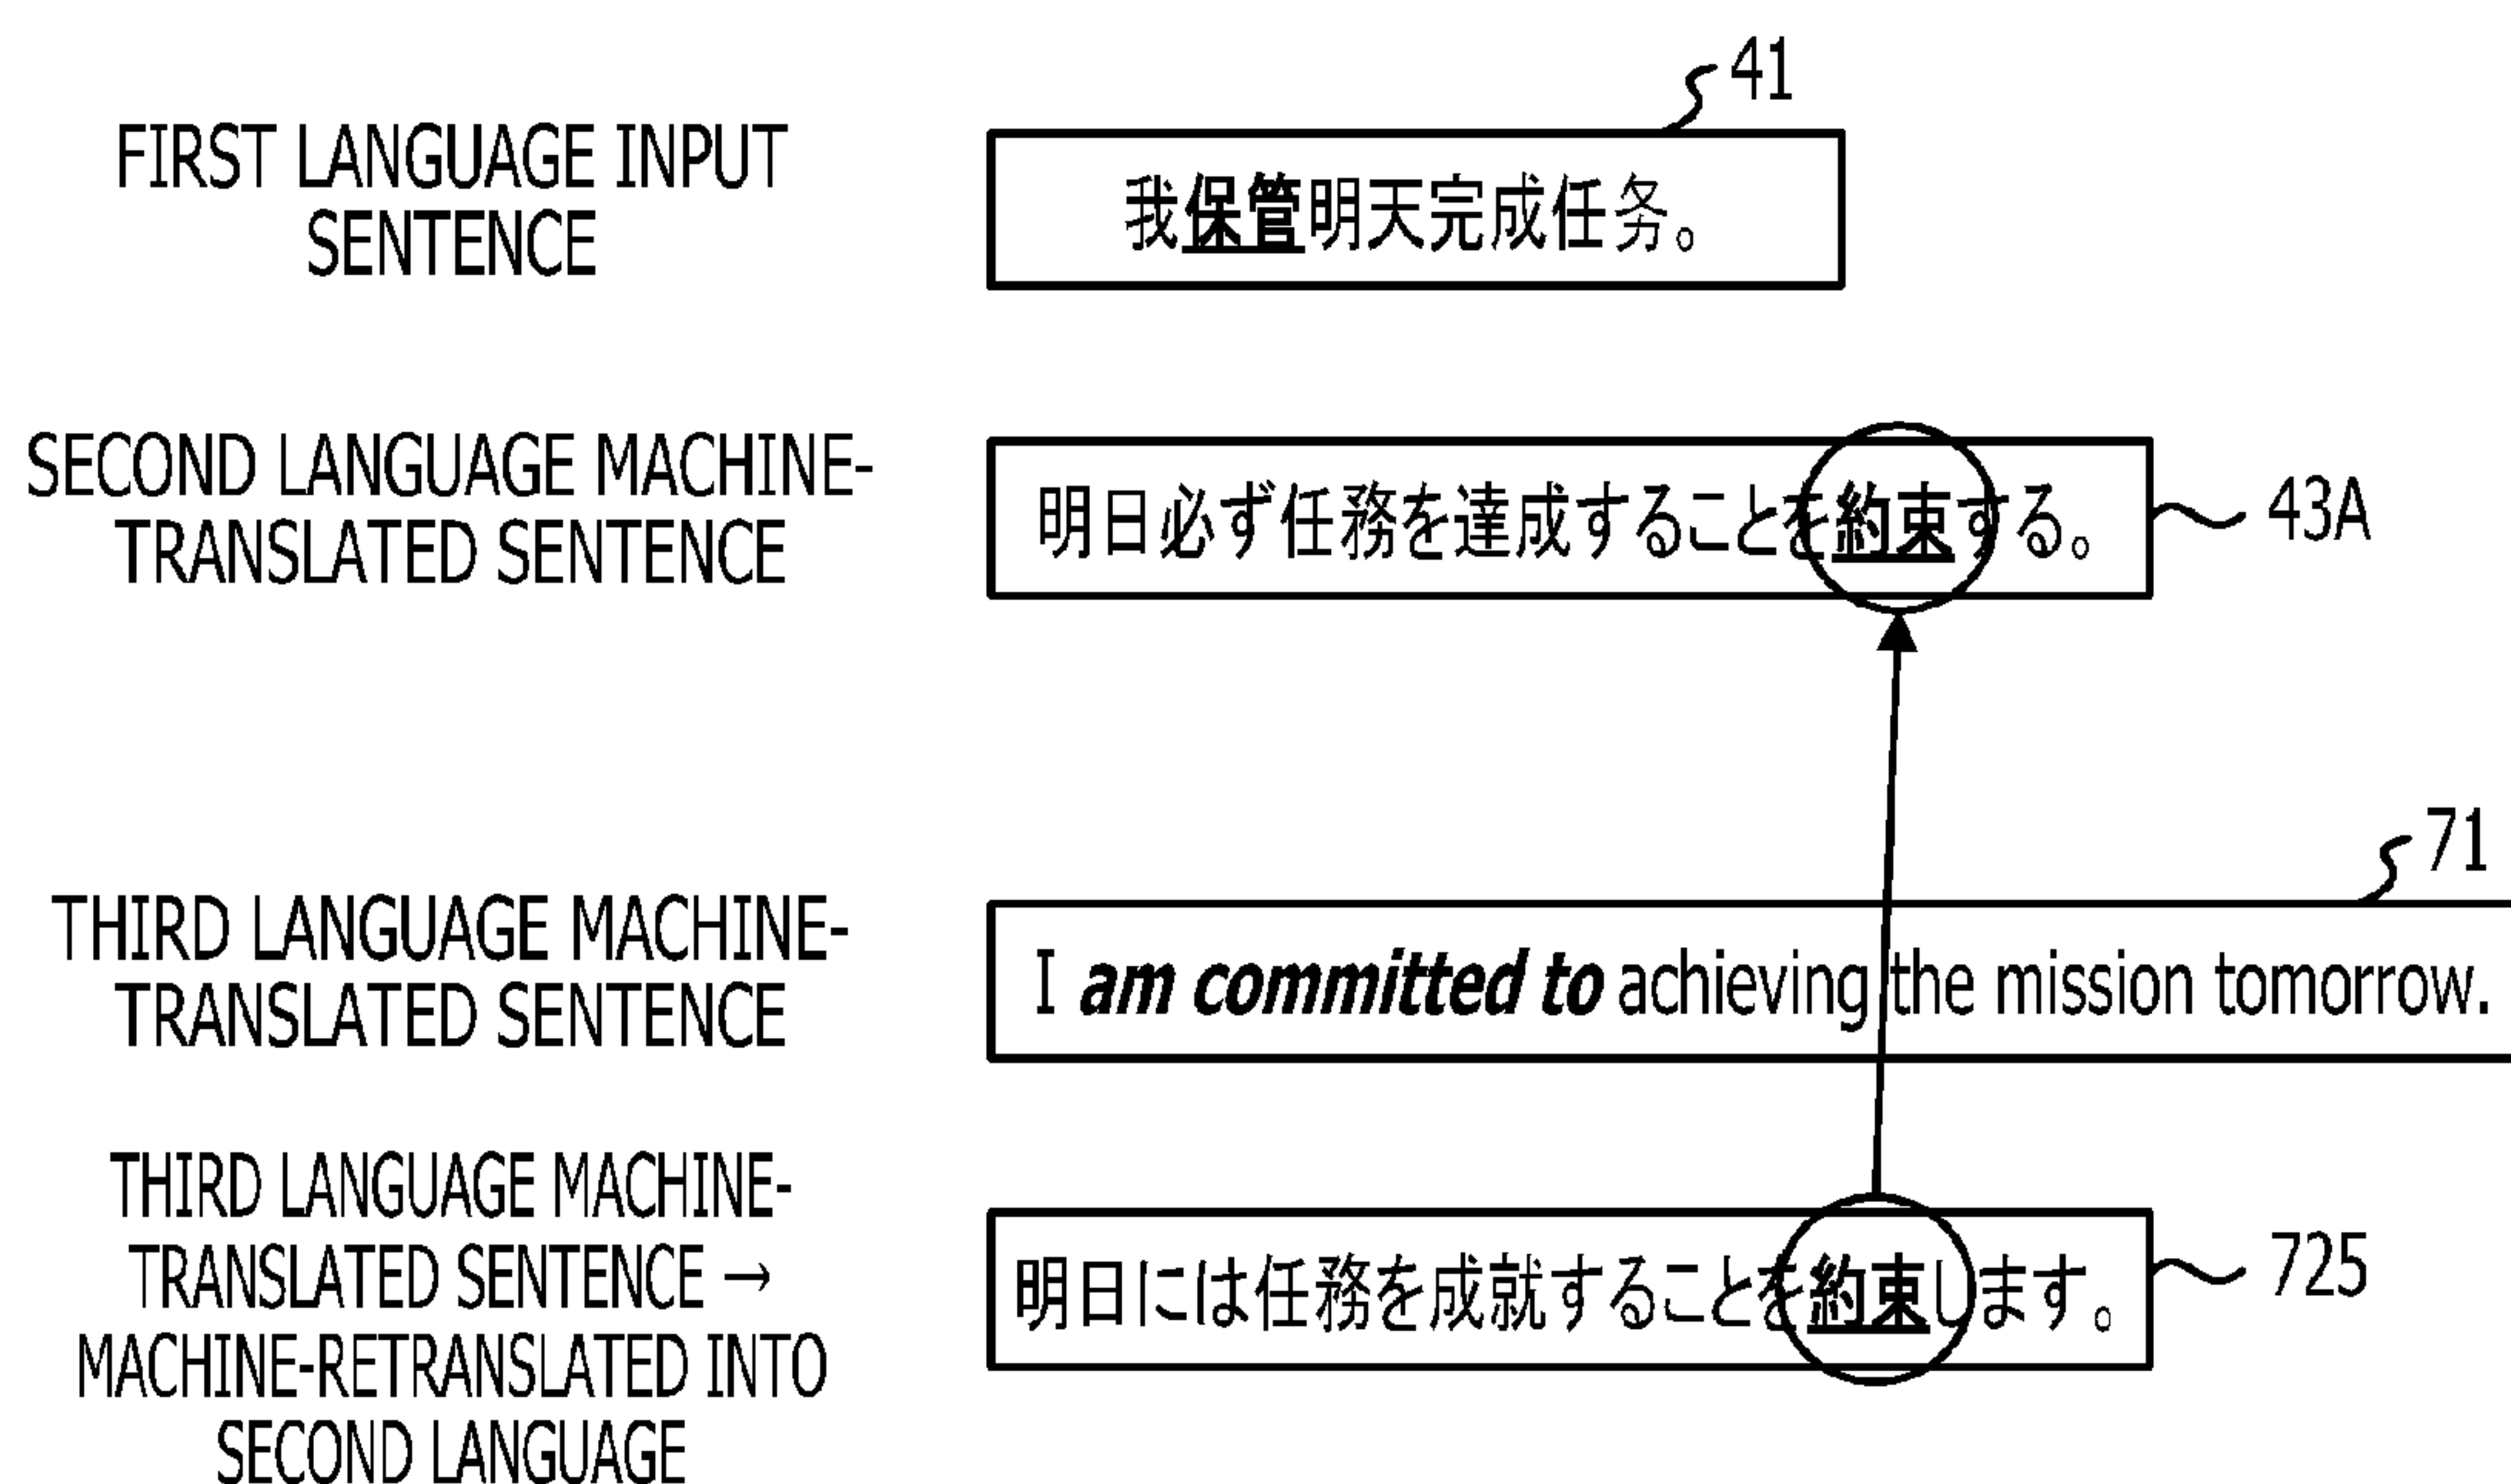 41
FIRST LANGUAGE INPUT
SENTENCE
我保管明天完成任务。
SECOND LANGUAGE MACHINE-
TRANSLATED SENTENCE
明日必ず任務を達成することを約束する。
43A
71
THIRD LANGUAGE MACHINE-
TRANSLATED SENTENCE
I am committed to achieving the mission tomorrow.
THIRD LANGUAGE MACHINE-
TRANSLATED SENTENCE →
MACHINE-RETRANSLATED INTO
SECOND LANGUAGE
明日には任務を成就することを約束します。
725